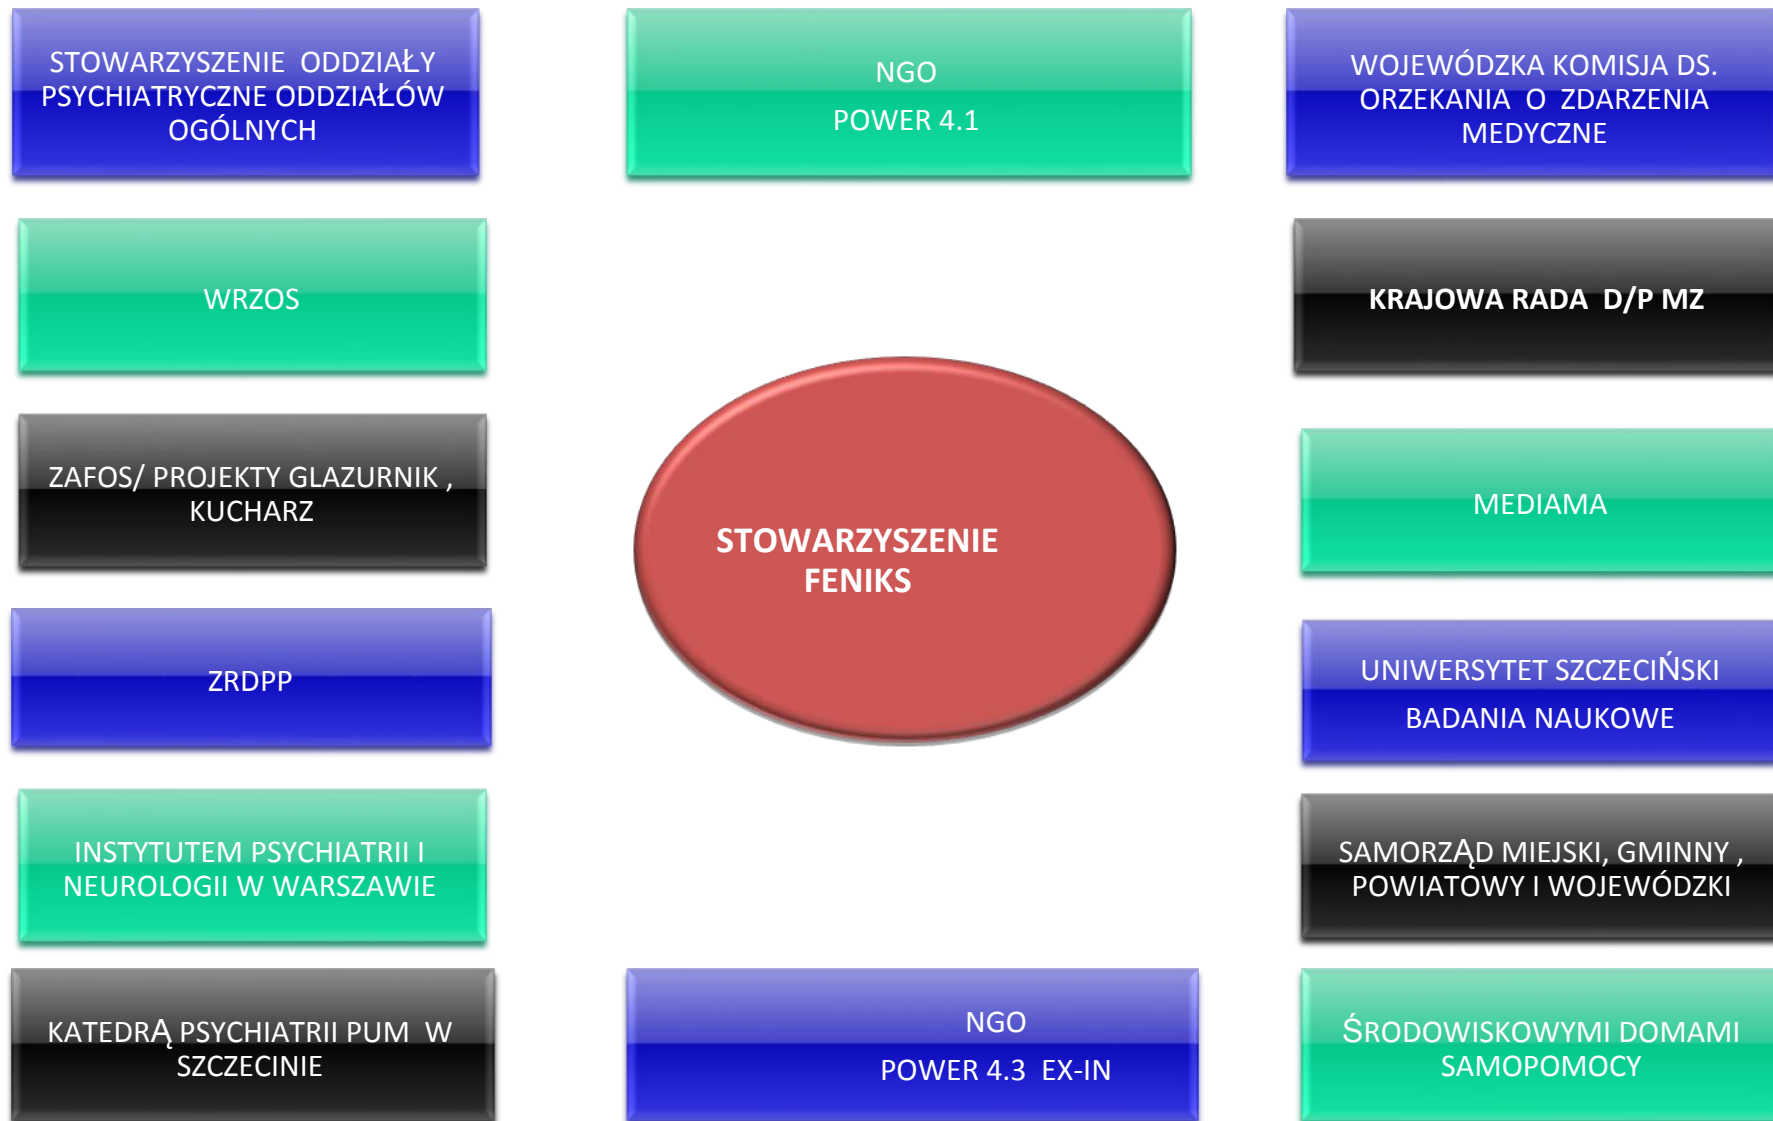 STOWARZYSZENIE ODDZIAŁY
PSYCHIATRYCZNE ODDZIAŁÓW
OGÓLNYCH
NGO
POWER 4.1
WOJEWÓDZKA KOMISJA DS.
ORZEKANIA O ZDARZENIA
MEDYCZNE
WRZOS
KRAJOWA RADA D/P MZ
ZAFOS/ PROJEKTY GLAZURNIK ,
KUCHARZ
MEDIAMA
STOWARZYSZENIE
FENIKS
ZRDPP
UNIWERSYTET SZCZECIŃSKI
BADANIA NAUKOWE
INSTYTUTEM PSYCHIATRII I
NEUROLOGII W WARSZAWIE
SAMORZĄD MIEJSKI, GMINNY ,
POWIATOWY I WOJEWÓDZKI
KATEDRĄ PSYCHIATRII PUM W
SZCZECINIE
NGO
POWER 4.3 EX-IN
ŚRODOWISKOWYMI DOMAMI
SAMOPOMOCY